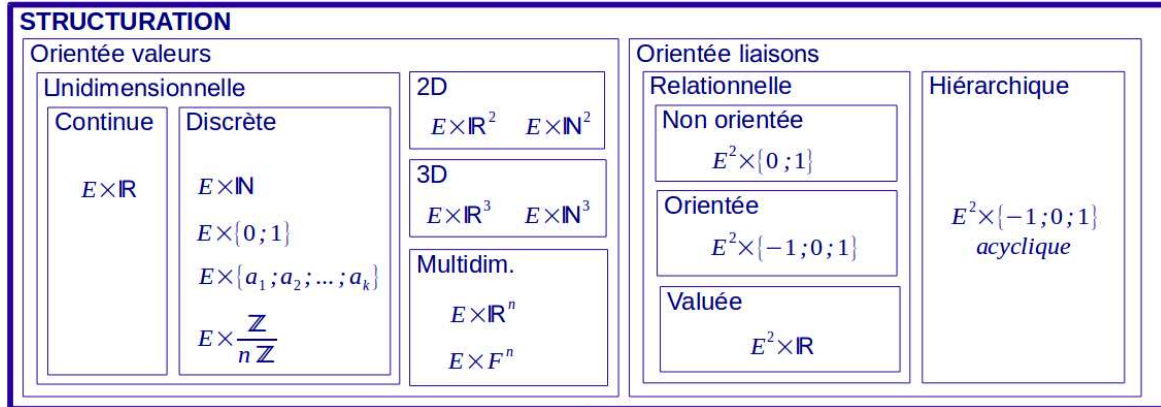 STRUCTURATION
Orientée valeurs
Unidimensionnelle
Continue
E×ℝ
Discrète
E×ℕ
E×{0;1}
E×{a₁;a₂;...;aₖ}
E×ℤ/nℤ
2D
E×ℝ² E×ℕ²
3D
E×ℝ³ E×ℕ³
Multidim.
E×ℝⁿ
E×Fⁿ
Orientée liaisons
Relationnelle
Non orientée
E²×{0;1}
Orientée
E²×{−1;0;1}
Valuée
E²×ℝ
Hiérarchique
E²×{−1;0;1}
acyclique